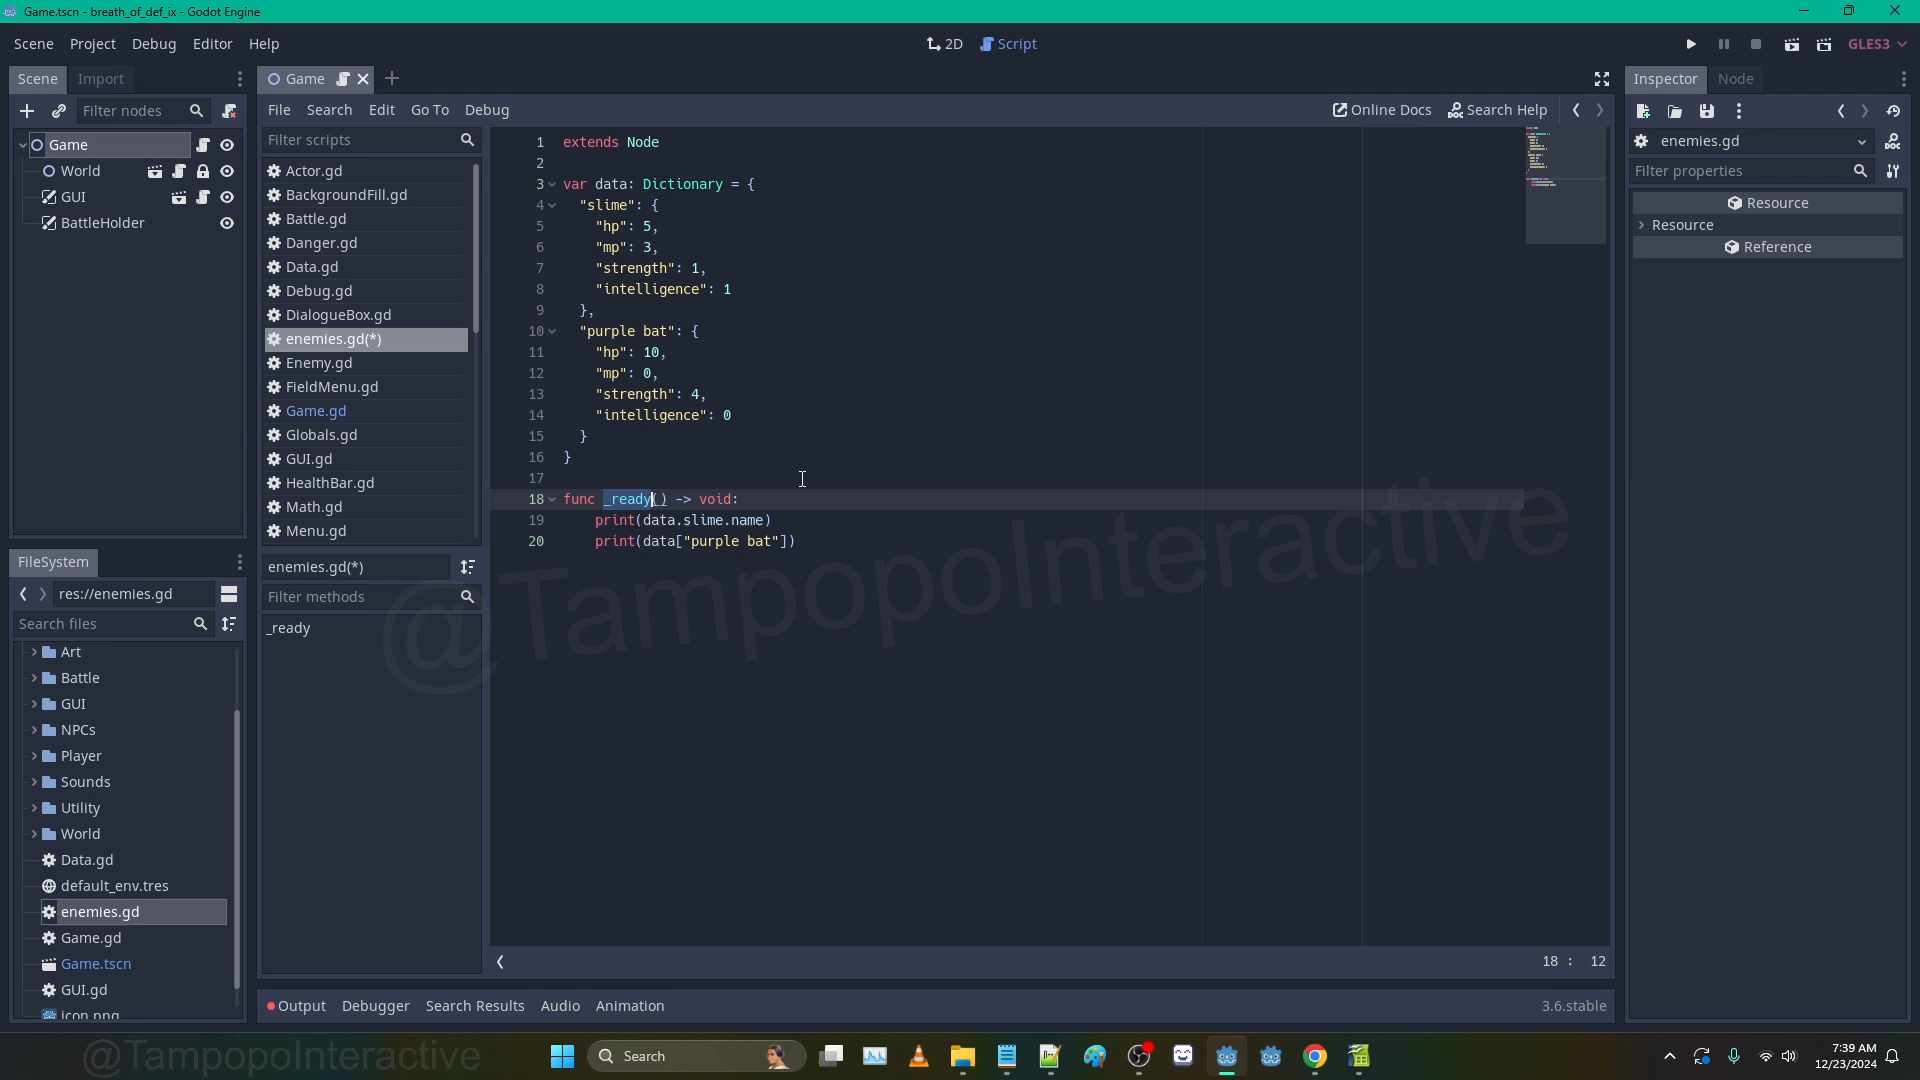 Game.tscn - breath_of_def_ix - Godot Engine
Scene Project Debug Editor Help
2D Script
GLES3
Scene Import
Filter nodes
Game
World
GUI
BattleHolder
FileSystem
res://enemies.gd
Search files
Art
Battle
GUI
NPCs
Player
Sounds
Utility
World
Data.gd
default_env.tres
enemies.gd
Game.gd
Game.tscn
GUI.gd
icon.png
Game
File Search Edit Go To Debug
Online Docs Search Help
Filter scripts
Actor.gd
BackgroundFill.gd
Battle.gd
Danger.gd
Data.gd
Debug.gd
DialogueBox.gd
enemies.gd(*)
Enemy.gd
FieldMenu.gd
Game.gd
Globals.gd
GUI.gd
HealthBar.gd
Math.gd
Menu.gd
enemies.gd(*)
Filter methods
_ready
1 extends Node
2
3 var data: Dictionary = {
4 "slime": {
5 "hp": 5,
6 "mp": 3,
7 "strength": 1,
8 "intelligence": 1
9 },
10 "purple bat": {
11 "hp": 10,
12 "mp": 0,
13 "strength": 4,
14 "intelligence": 0
15 }
16 }
17
18 func _ready() -> void:
19 print(data.slime.name)
20 print(data["purple bat"])
@TampopoInteractive
18 : 12
Output Debugger Search Results Audio Animation
3.6.stable
Inspector Node
enemies.gd
Filter properties
Resource
Resource
Reference
@TampopoInteractive
Search
7:39 AM
12/23/2024